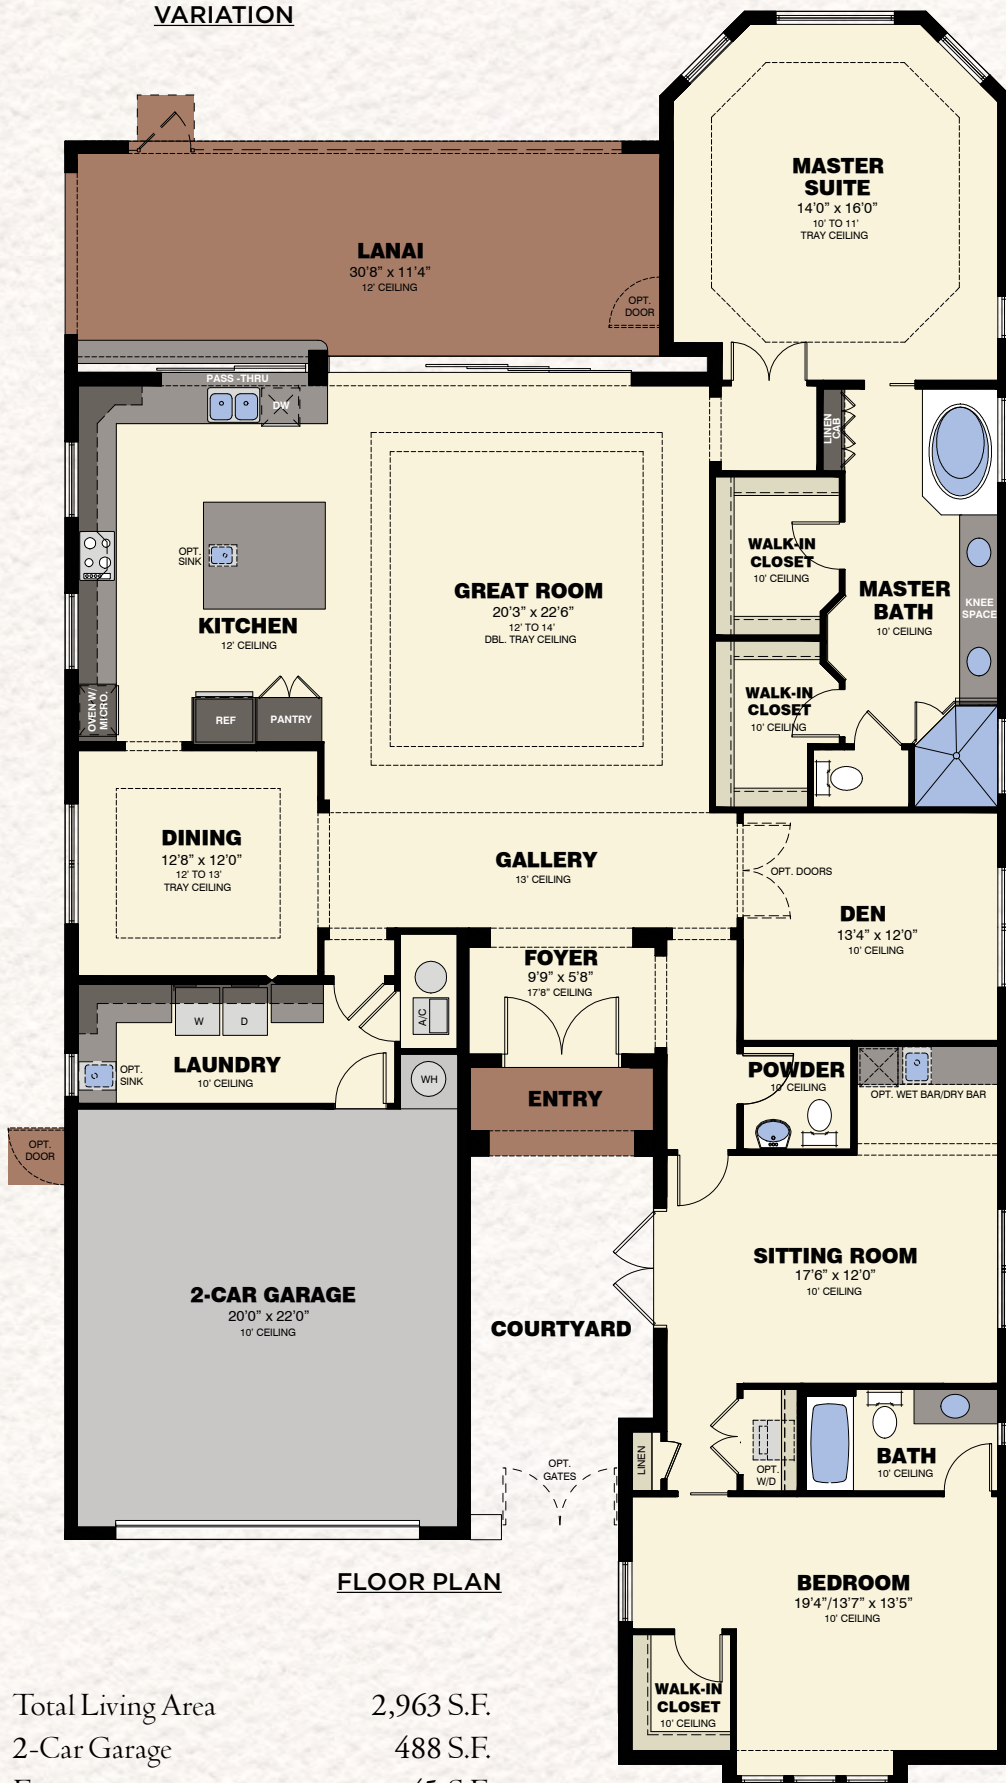 VARIATION
MASTER
SUITE
14'0" x 16'0"
10' TO 11'
TRAY CEILING
LANAI
30'8" x 11'4"
12' CEILING
OPT.
DOOR
PASS -THRU
DW
LINEN
CAB
OPT.
SINK
KITCHEN
12' CEILING
GREAT ROOM
20'3" x 22'6"
12' TO 14'
DBL. TRAY CEILING
WALK-IN
CLOSET
10' CEILING
MASTER
BATH
10' CEILING
KNEE
SPACE
OVEN W/
MICRO.
REF
PANTRY
WALK-IN
CLOSET
10' CEILING
DINING
12'8" x 12'0"
12' TO 13'
TRAY CEILING
GALLERY
13' CEILING
OPT. DOORS
DEN
13'4" x 12'0"
10' CEILING
FOYER
9'9" x 5'8"
17'8" CEILING
A/C
W
D
LAUNDRY
10' CEILING
OPT.
SINK
WH
ENTRY
POWDER
10' CEILING
OPT. WET BAR/DRY BAR
OPT.
DOOR
2-CAR GARAGE
20'0" x 22'0"
10' CEILING
COURTYARD
SITTING ROOM
17'6" x 12'0"
10' CEILING
LINEN
OPT.
W/D
BATH
10' CEILING
OPT.
GATES
FLOOR PLAN
BEDROOM
19'4"/13'7" x 13'5"
10' CEILING
WALK-IN
CLOSET
10' CEILING
Total Living Area 2,963 S.F.
2-Car Garage 488 S.F.